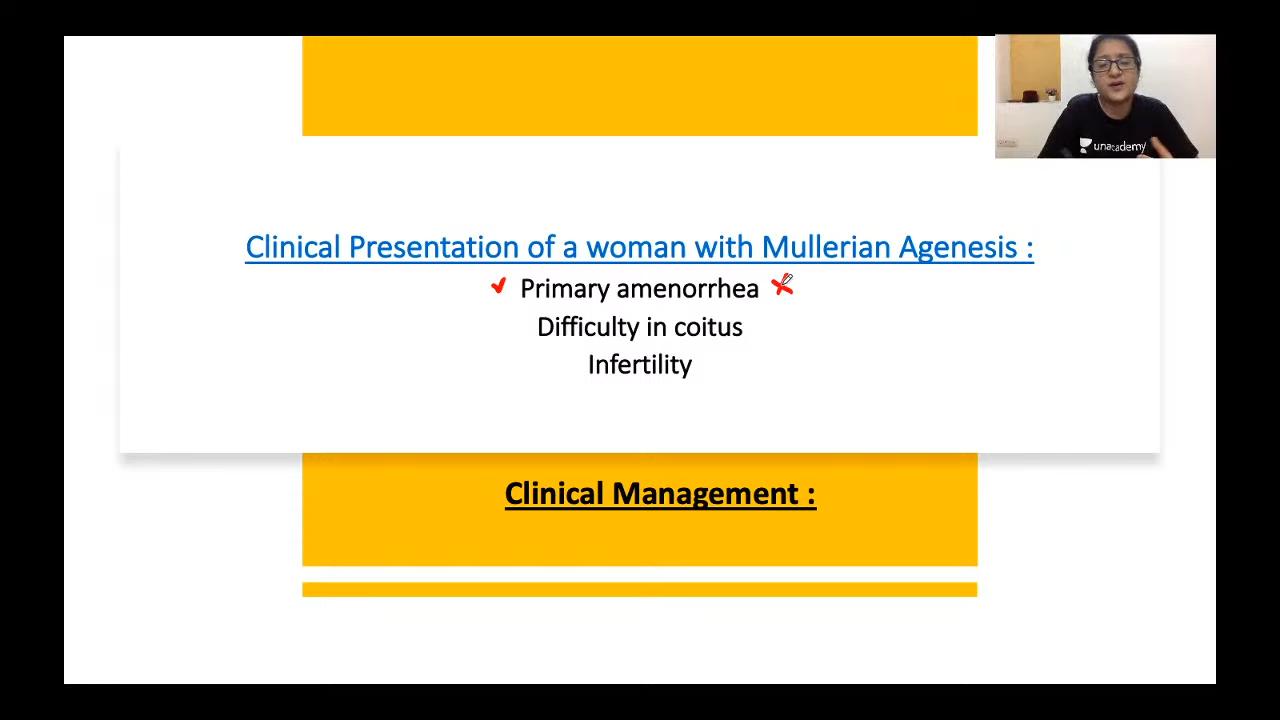 unacademy
Clinical Presentation of a woman with Mullerian Agenesis :
Primary amenorrhea
Difficulty in coitus
Infertility
Clinical Management :